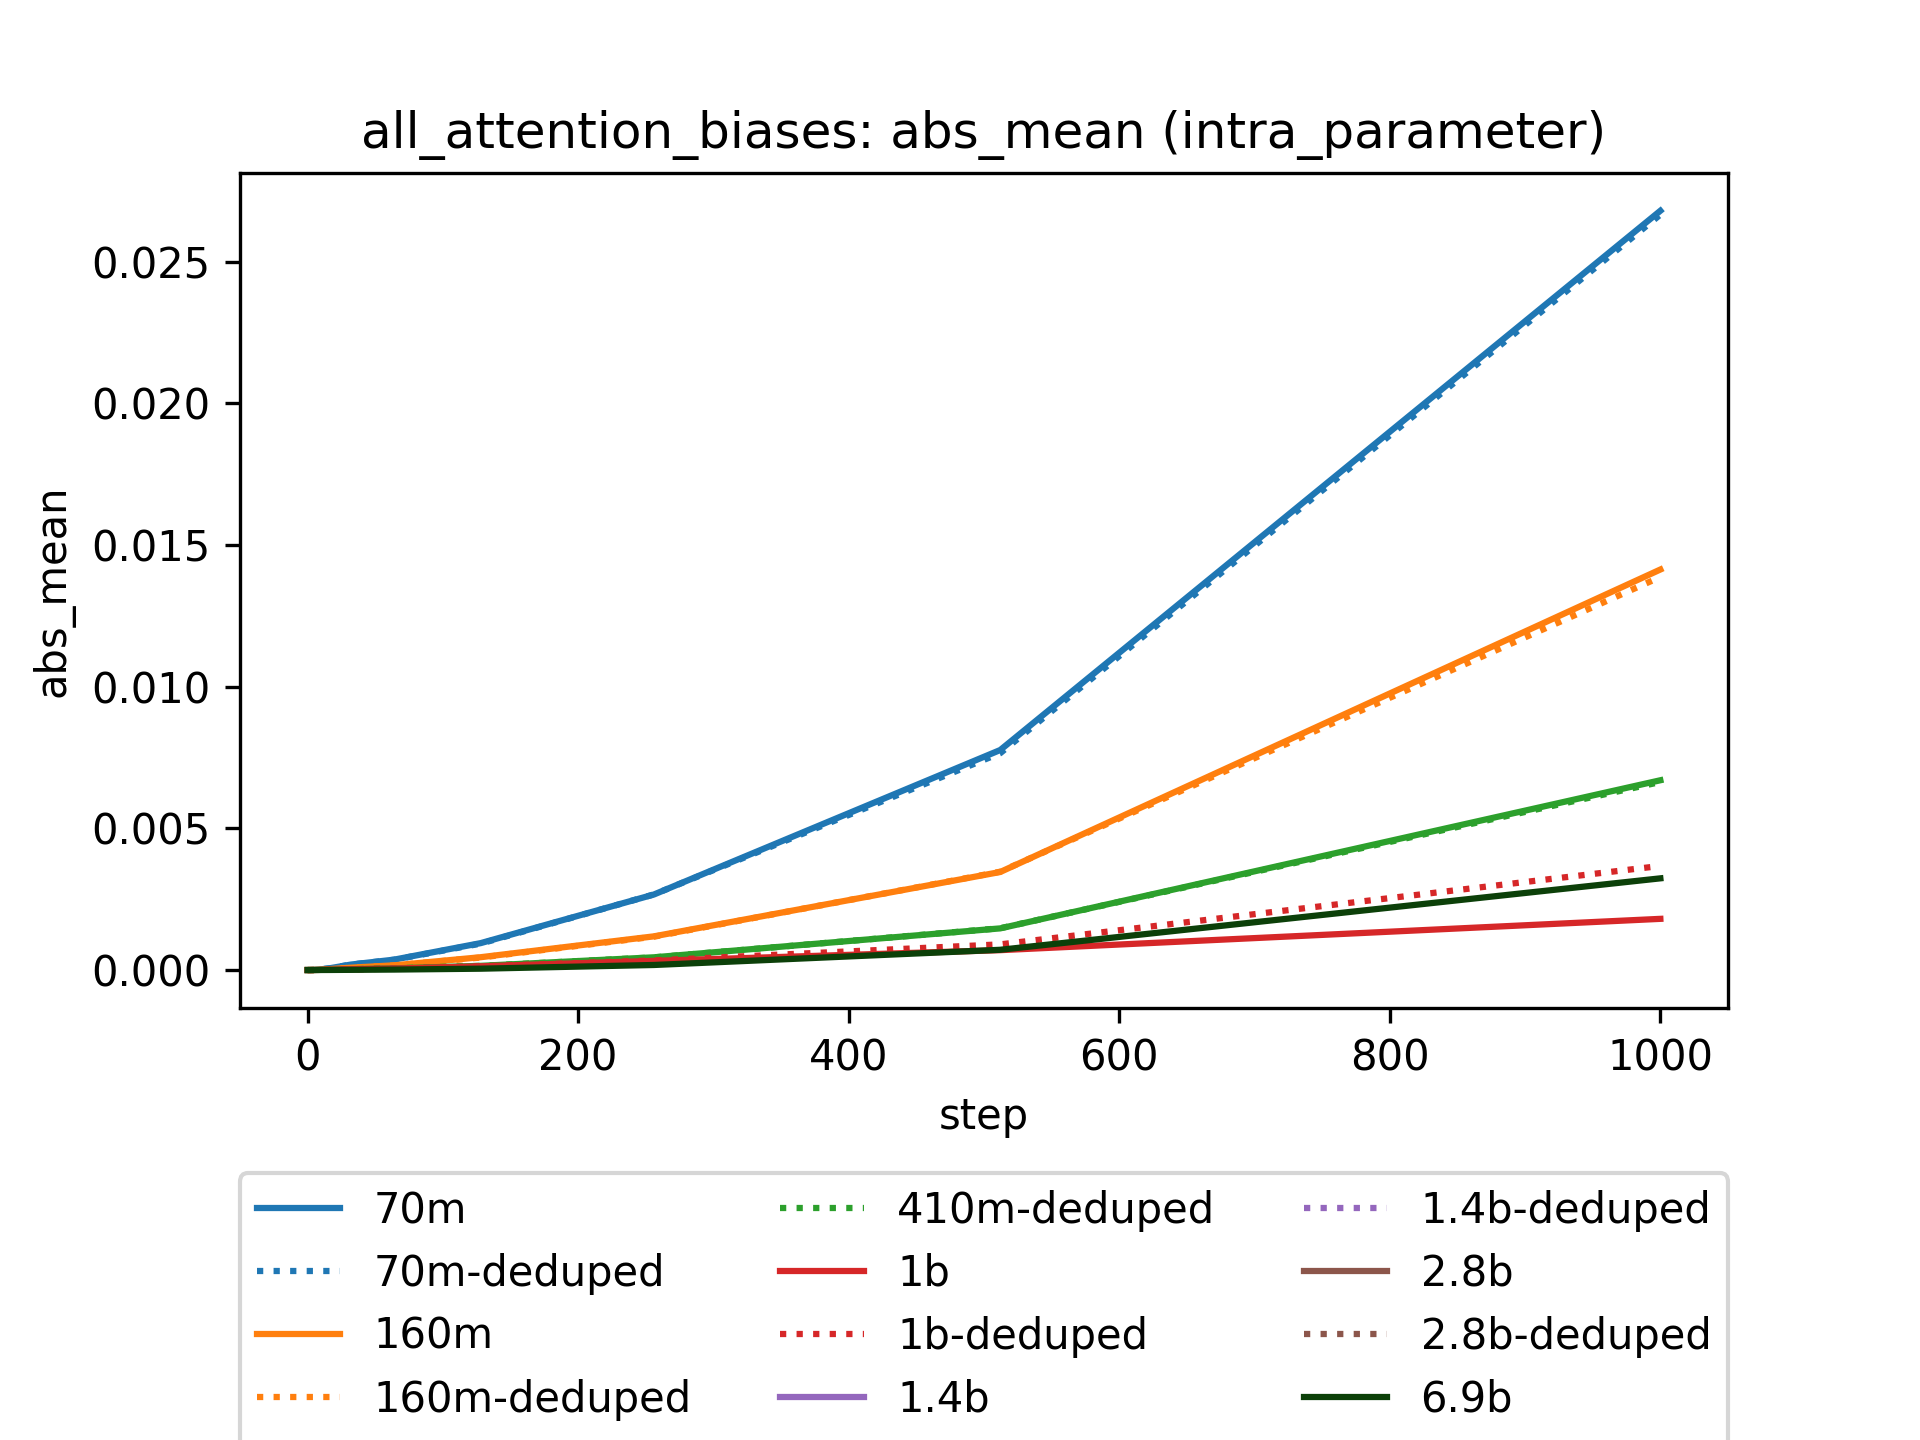 all_attention_biases: abs_mean (intra_parameter)
abs_mean
0.025
0.020
0.015
0.010
0.005
0.000
0 200 400 600 800 1000
step
70m 410m-deduped 1.4b-deduped
70m-deduped 1b 2.8b
160m 1b-deduped 2.8b-deduped
160m-deduped 1.4b 6.9b